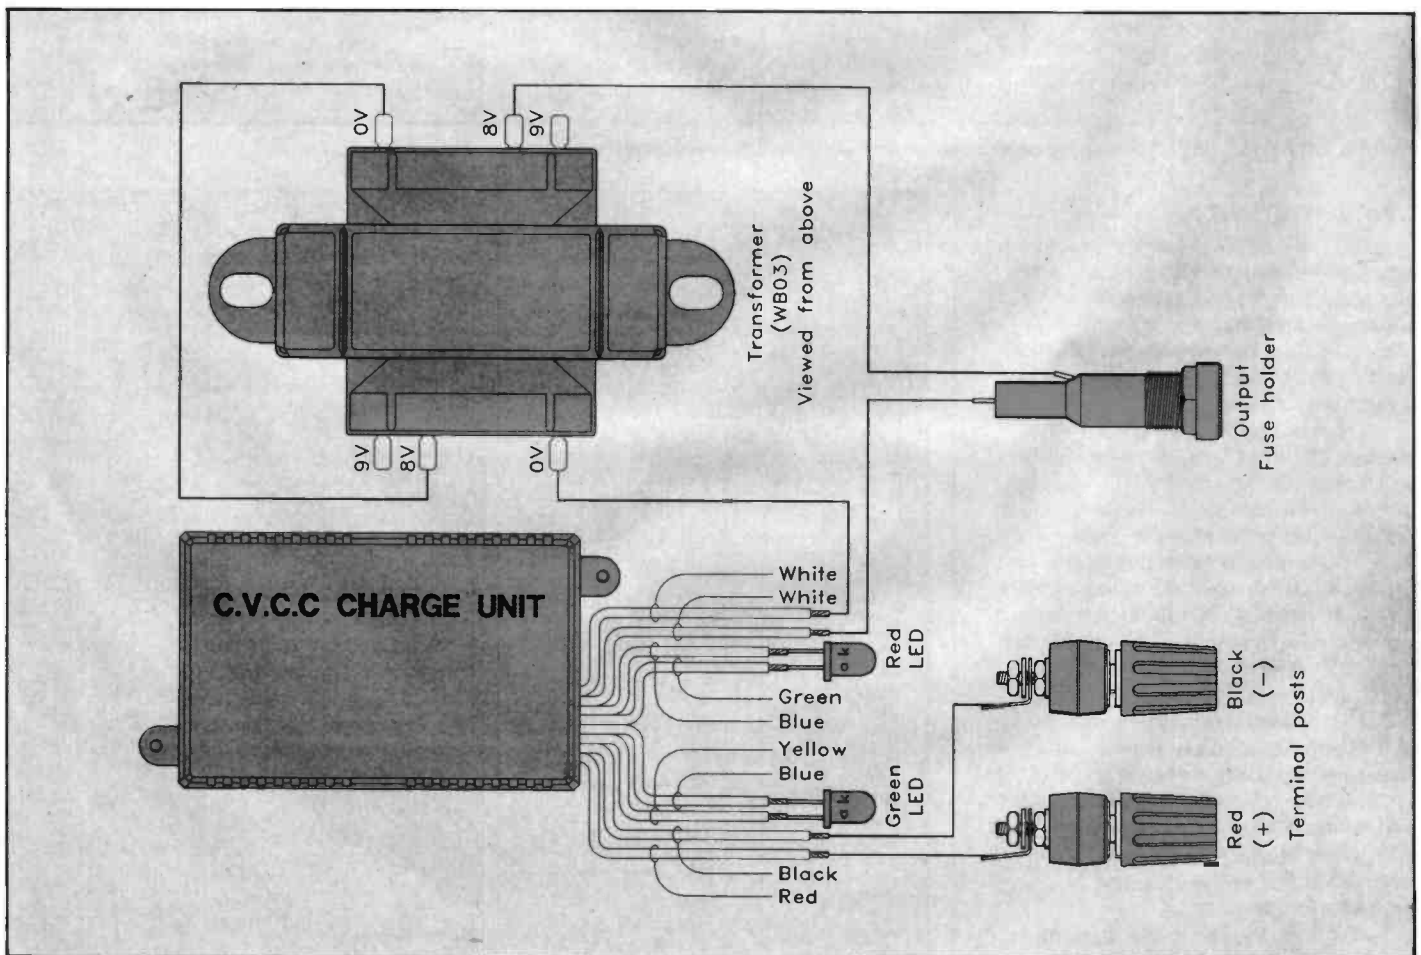 0V
8V
9V
Transformer
(WB03)
Viewed from above
9V
8V
0V
Output
Fuse holder
C.V.C.C CHARGE UNIT
White
White
a k
Red
LED
Green
Blue
Yellow
Blue
a k
Green
LED
Black
Red
Black
(–)
Red
(+)
Terminal posts